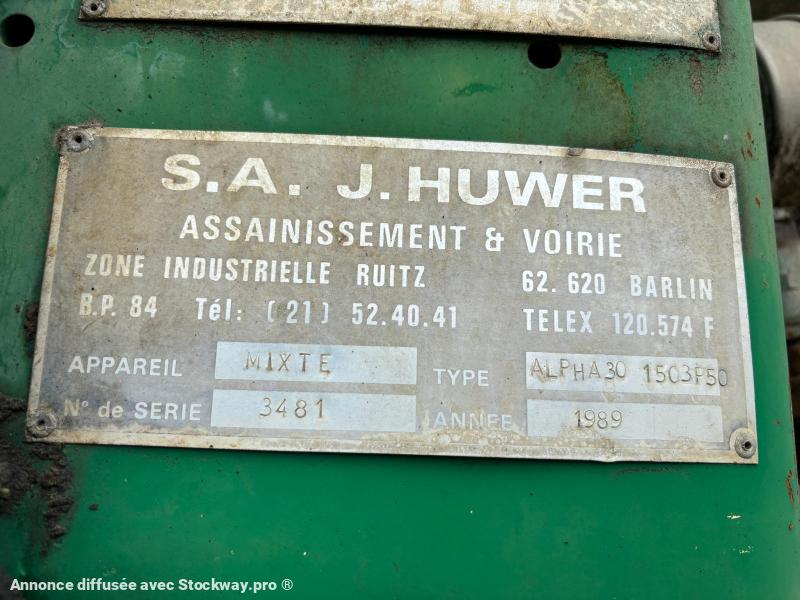 S.A. J. HUWER
ASSAINISSEMENT & VOIRIE
ZONE INDUSTRIELLE RUITZ 62.620 BARLIN
B.P. 84 Tél: (21) 52.40.41 TELEX 120.574 F
APPAREIL MIXTE TYPE ALPHA30 1503P50
N° de SERIE 3481 ANNÉE 1989
Annonce diffusée avec Stockway.pro ®